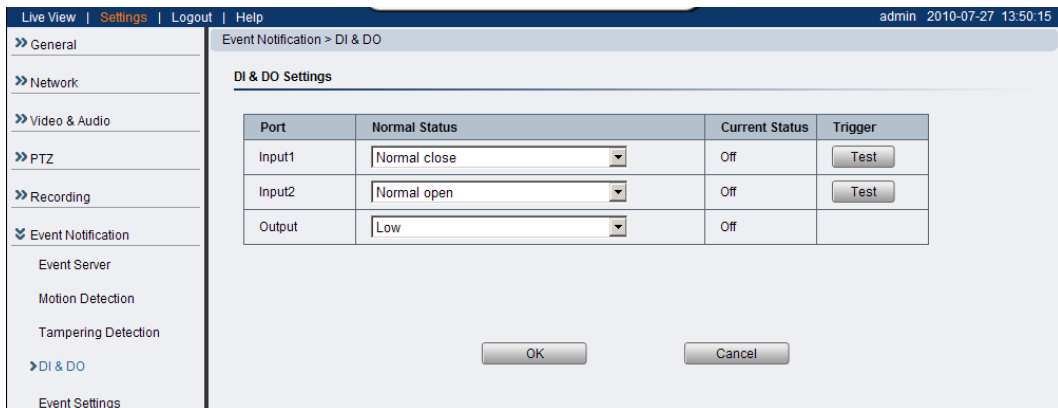 Live View | Settings | Logout | Help admin 2010-07-27 13:50:15
General
Network
Video & Audio
PTZ
Recording
Event Notification
Event Server
Motion Detection
Tampering Detection
DI & DO
Event Settings
Event Notification > DI & DO
DI & DO Settings
Port Normal Status Current Status Trigger
Input1 Normal close Off Test
Input2 Normal open Off Test
Output Low Off
OK Cancel